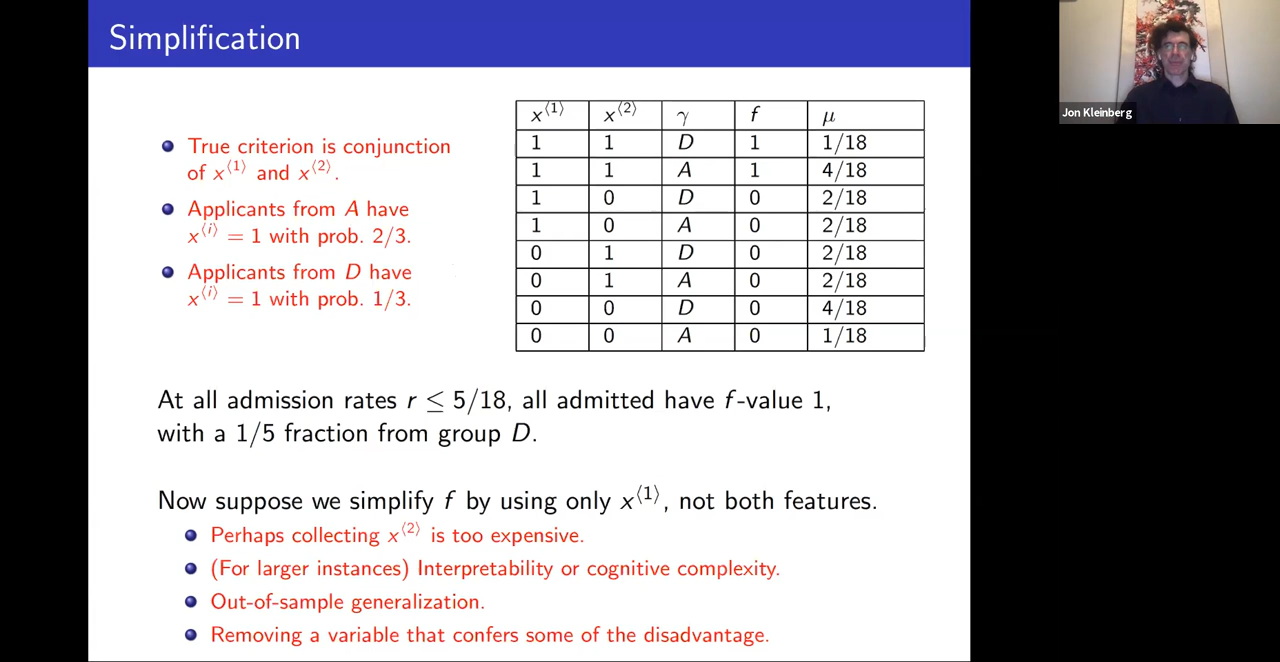 Simplification
True criterion is conjunction
of x⟨1⟩ and x⟨2⟩.
Applicants from A have
x⟨i⟩ = 1 with prob. 2/3.
Applicants from D have
x⟨i⟩ = 1 with prob. 1/3.
x⟨1⟩ x⟨2⟩ γ f μ
1 1 D 1 1/18
1 1 A 1 4/18
1 0 D 0 2/18
1 0 A 0 2/18
0 1 D 0 2/18
0 1 A 0 2/18
0 0 D 0 4/18
0 0 A 0 1/18
At all admission rates r ≤ 5/18, all admitted have f-value 1,
with a 1/5 fraction from group D.
Now suppose we simplify f by using only x⟨1⟩, not both features.
Perhaps collecting x⟨2⟩ is too expensive.
(For larger instances) Interpretability or cognitive complexity.
Out-of-sample generalization.
Removing a variable that confers some of the disadvantage.
Jon Kleinberg